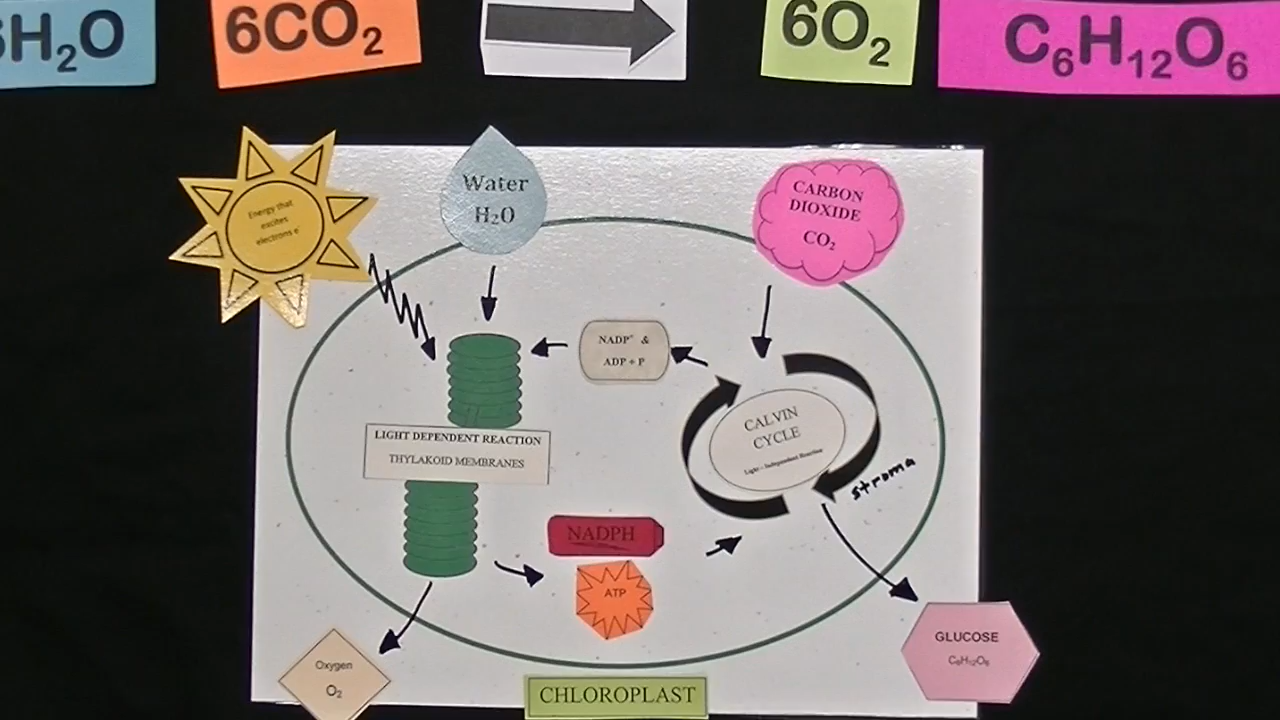 6H₂O
6CO₂
6O₂
C₆H₁₂O₆
Energy that
excites
electrons e⁻
Water
H₂O
CARBON
DIOXIDE
CO₂
NADP⁺ &
ADP + P
LIGHT DEPENDENT REACTION
THYLAKOID MEMBRANES
CALVIN
CYCLE
Light – Independent Reaction
stroma
NADPH
ATP
Oxygen
O₂
GLUCOSE
C₆H₁₂O₆
CHLOROPLAST